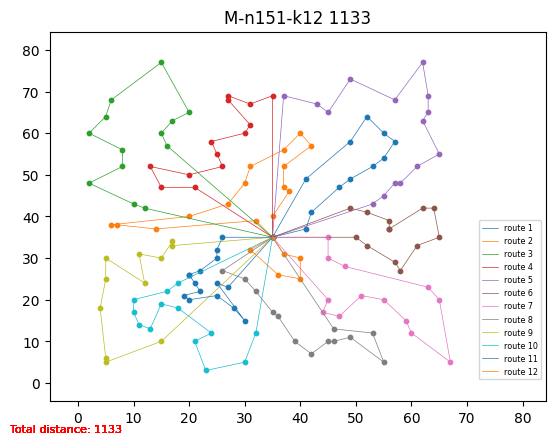 M-n151-k12 1133
80
70
60
50
40
30
20
10
0
0 10 20 30 40 50 60 70 80
route 1
route 2
route 3
route 4
route 5
route 6
route 7
route 8
route 9
route 10
route 11
route 12
Total distance: 1133